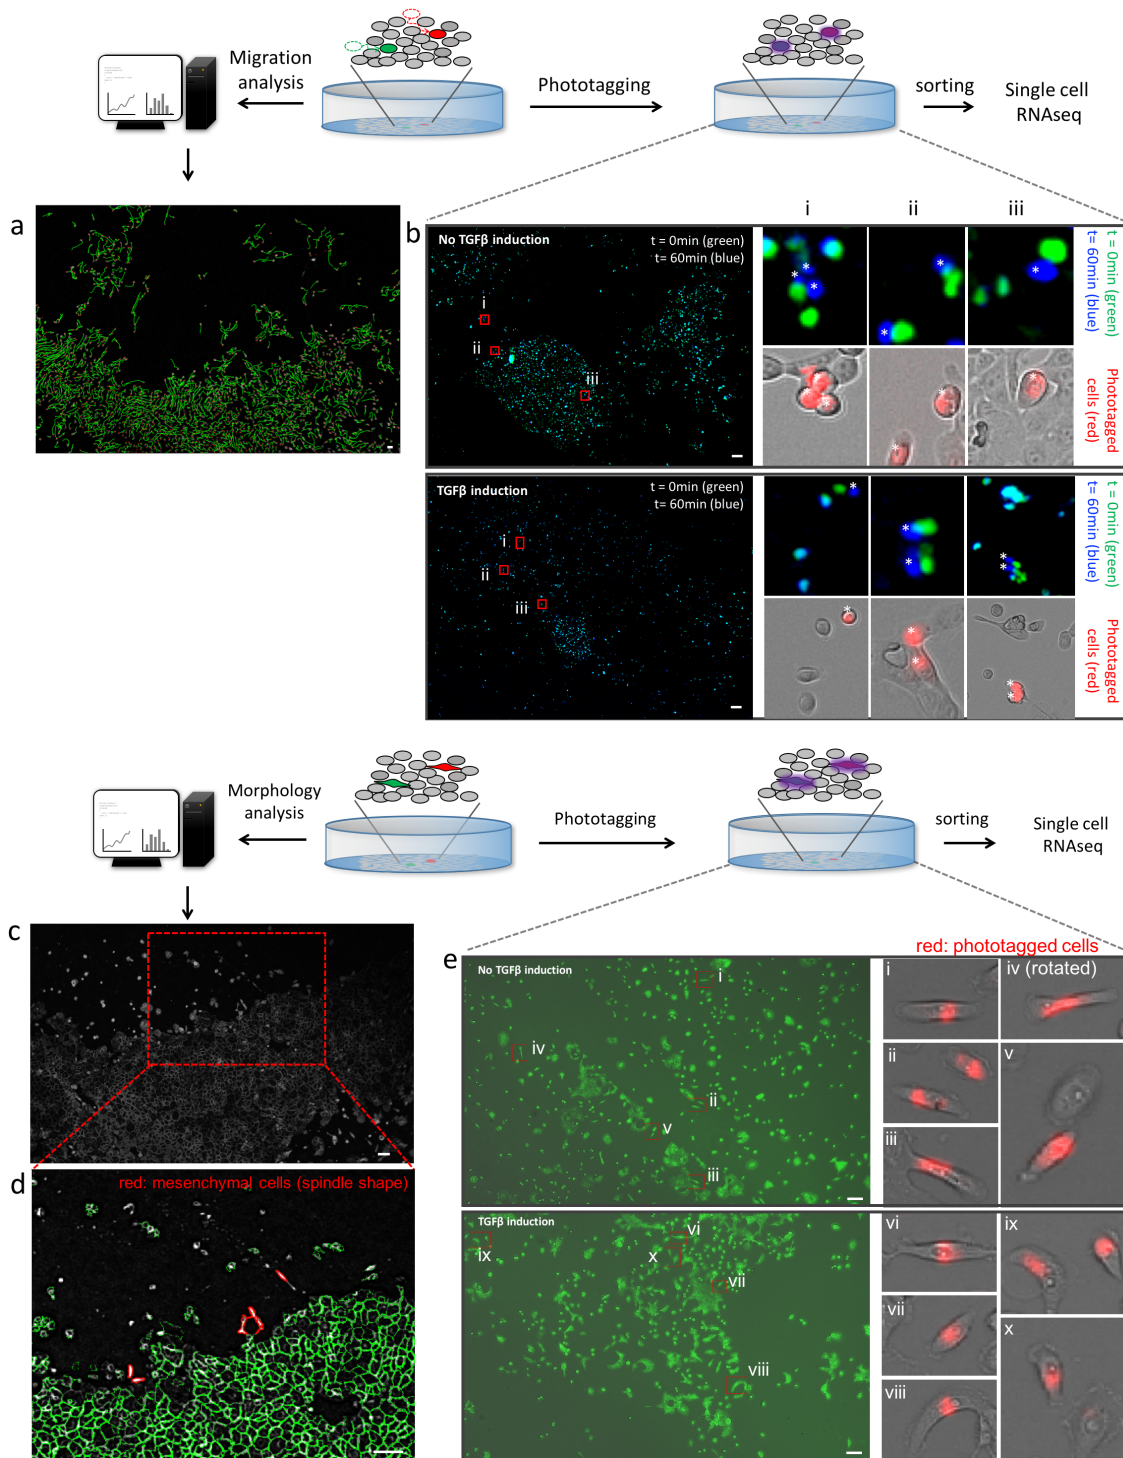 Migration
analysis
Phototagging
sorting
Single cell
RNAseq
a
b
No TGFβ induction
t = 0min (green)
t= 60min (blue)
i
ii
iii
i
ii
iii
t = 0min (green)
t= 60min (blue)
Phototagged
cells (red)
TGFβ induction
t = 0min (green)
t= 60min (blue)
i
ii
iii
t = 0min (green)
t= 60min (blue)
Phototagged
cells (red)
Morphology
analysis
Phototagging
sorting
Single cell
RNAseq
c
d
red: mesenchymal cells (spindle shape)
e
red: phototagged cells
No TGFβ induction
i
iv
ii
v
iii
i
iv (rotated)
ii
v
iii
TGFβ induction
vi
ix
x
vii
viii
vi
ix
vii
x
viii